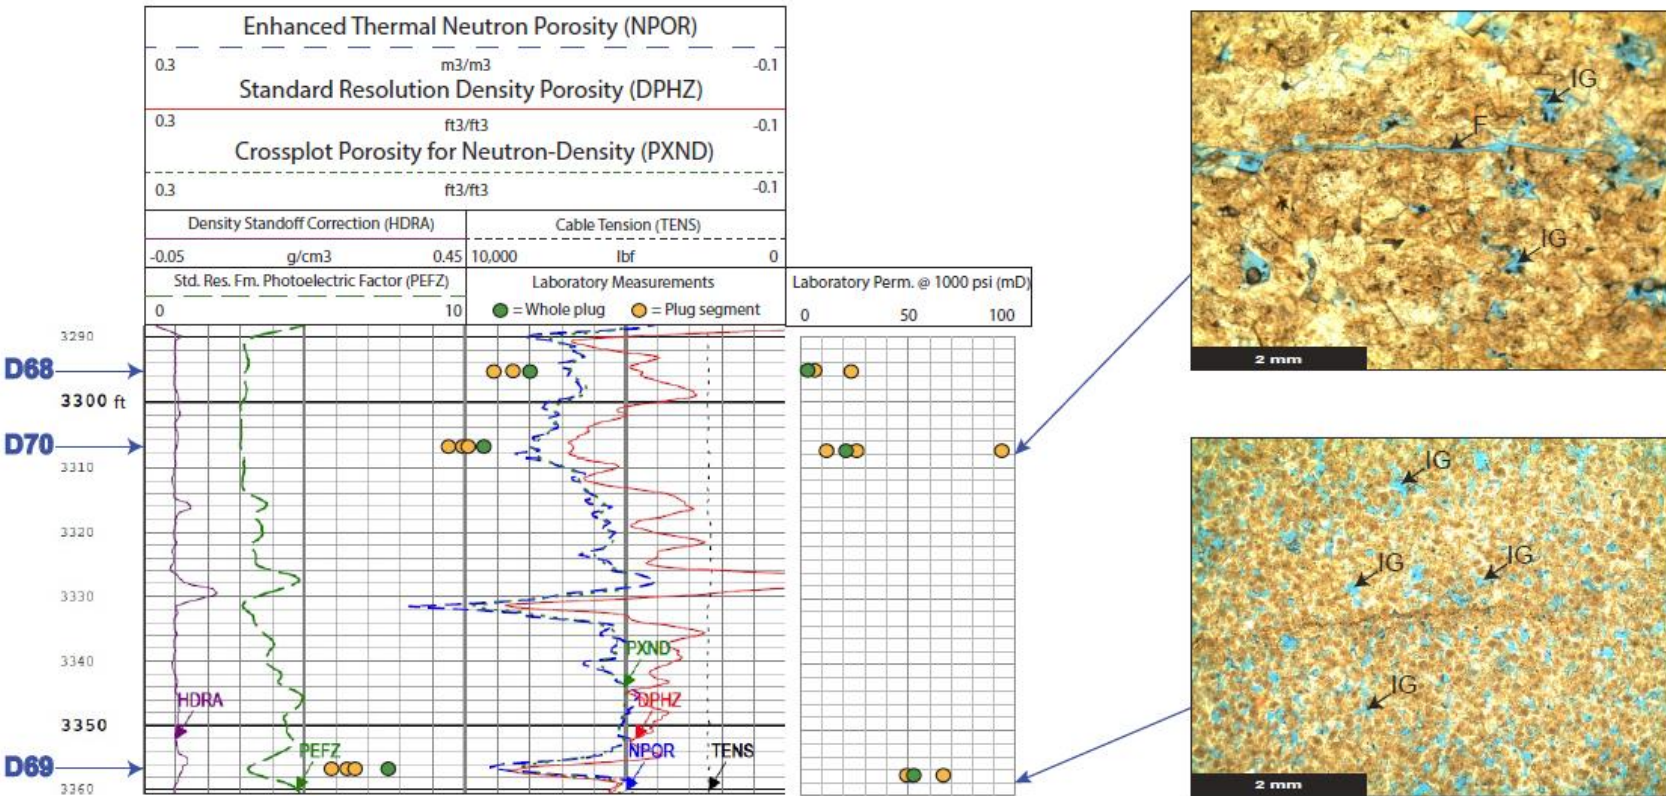 Enhanced Thermal Neutron Porosity (NPOR)
0.3 m3/m3 -0.1
Standard Resolution Density Porosity (DPHZ)
0.3 ft3/ft3 -0.1
Crossplot Porosity for Neutron-Density (PXND)
0.3 ft3/ft3 -0.1
Density Standoff Correction (HDRA) Cable Tension (TENS)
-0.05 g/cm3 0.45 10,000 lbf 0
Std. Res. Fm. Photoelectric Factor (PEFZ) Laboratory Measurements Laboratory Perm. @ 1000 psi (mD)
0 10 = Whole plug = Plug segment 0 50 100
3290
D68
3300 ft
D70
3310
3320
3330
3340
PXND
HDRA DPHZ
3350
PEFZ NPOR TENS
D69
3360
IG
F
IG
2 mm
IG
IG IG
IG
2 mm